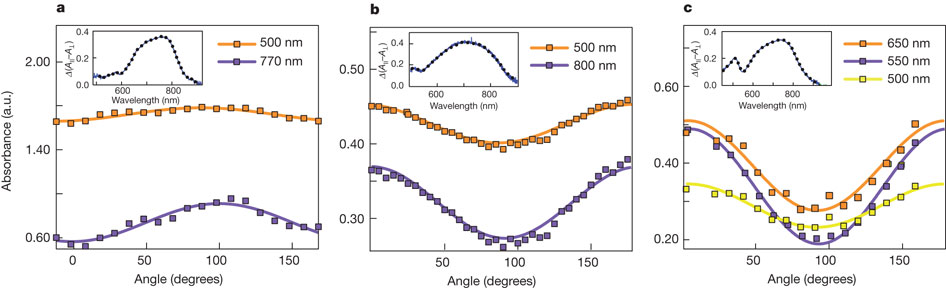 a
0.4
0.2
0.0
Δ(A||–A⊥)
600
800
Wavelength (nm)
500 nm
770 nm
2.00
1.40
0.60
Absorbance (a.u.)
0
50
100
150
Angle (degrees)
b
0.4
0.2
0.0
Δ(A||–A⊥)
600
800
Wavelength (nm)
500 nm
800 nm
0.50
0.40
0.30
0
50
100
150
Angle (degrees)
c
0.4
0.2
0.0
Δ(A||–A⊥)
600
800
Wavelength (nm)
650 nm
550 nm
500 nm
0.60
0.40
0.20
50
100
150
Angle (degrees)